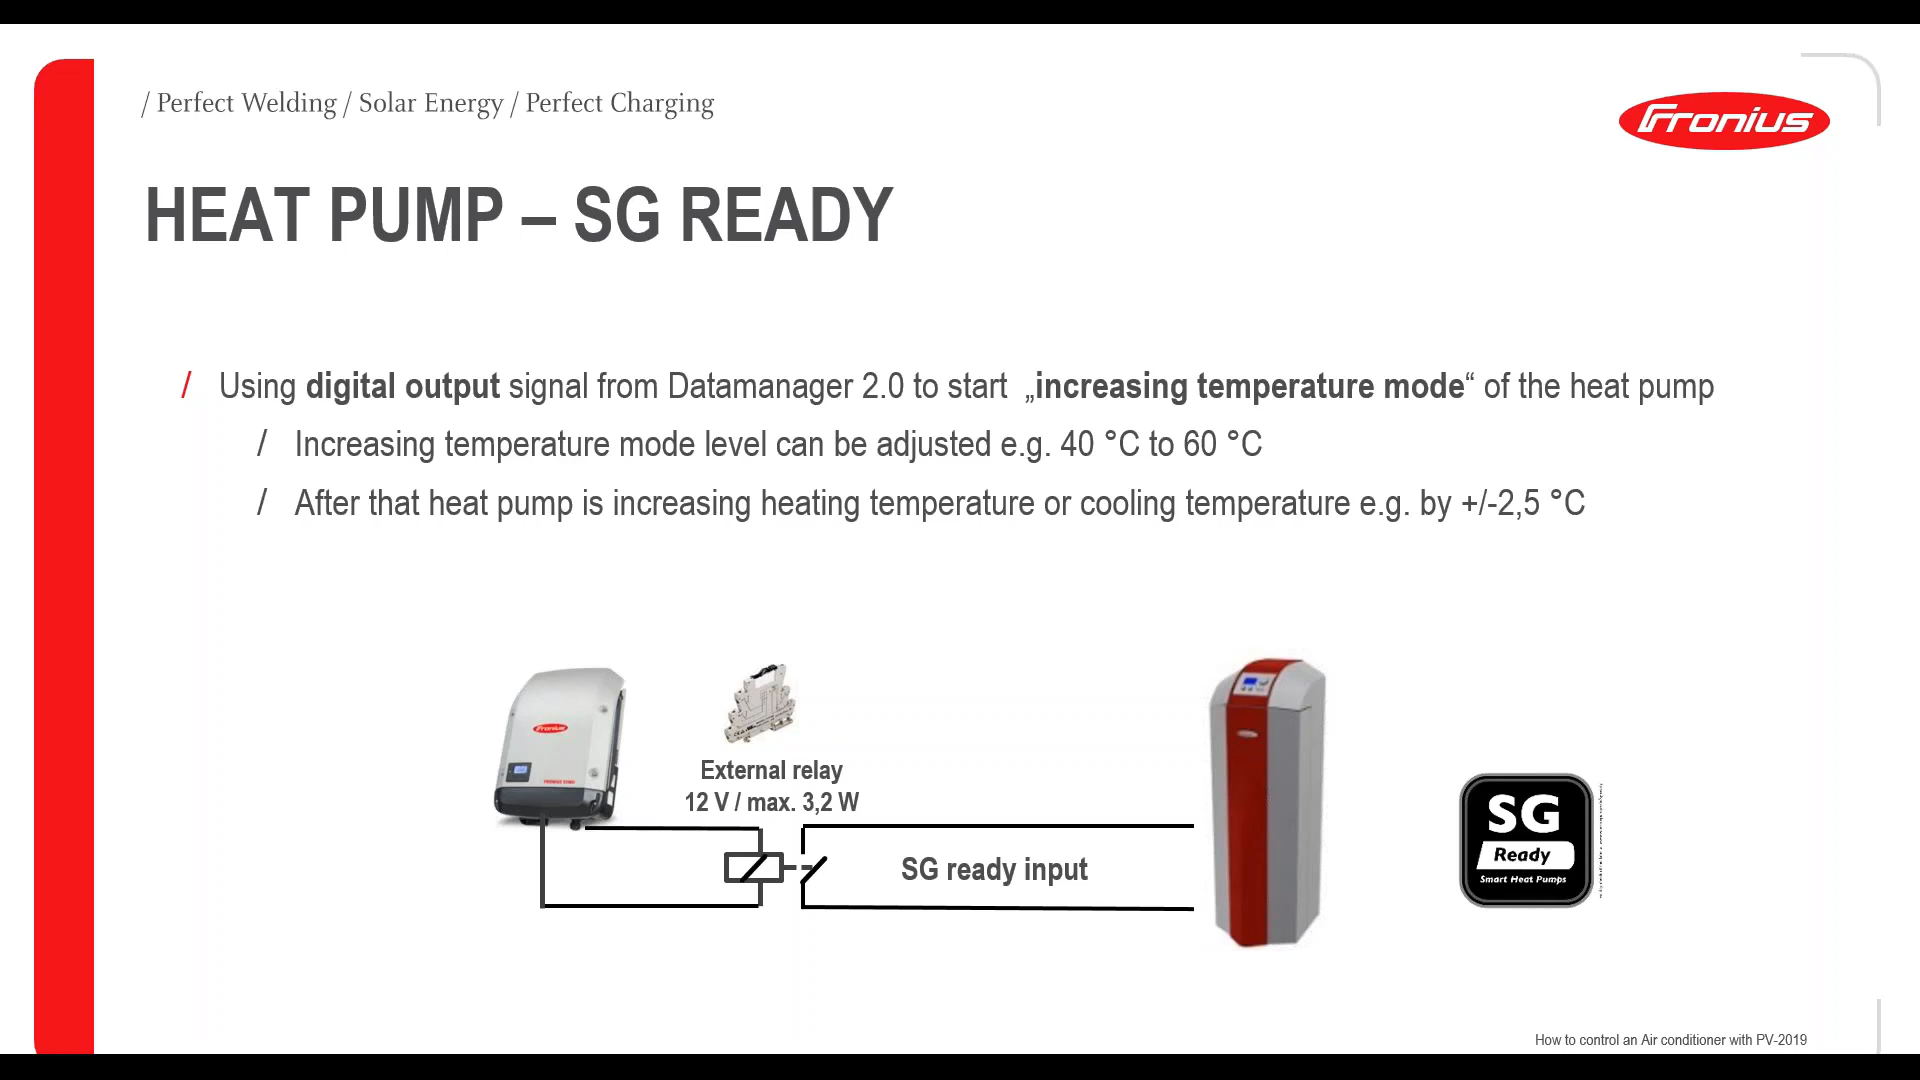 / Perfect Welding / Solar Energy / Perfect Charging
Fronius
HEAT PUMP – SG READY
/ Using digital output signal from Datamanager 2.0 to start „increasing temperature mode“ of the heat pump
/ Increasing temperature mode level can be adjusted e.g. 40 °C to 60 °C
/ After that heat pump is increasing heating temperature or cooling temperature e.g. by +/-2,5 °C
Fronius
External relay
12 V / max. 3,2 W
SG ready input
SG
Ready
Smart Heat Pumps
How to control an Air conditioner with PV-2019